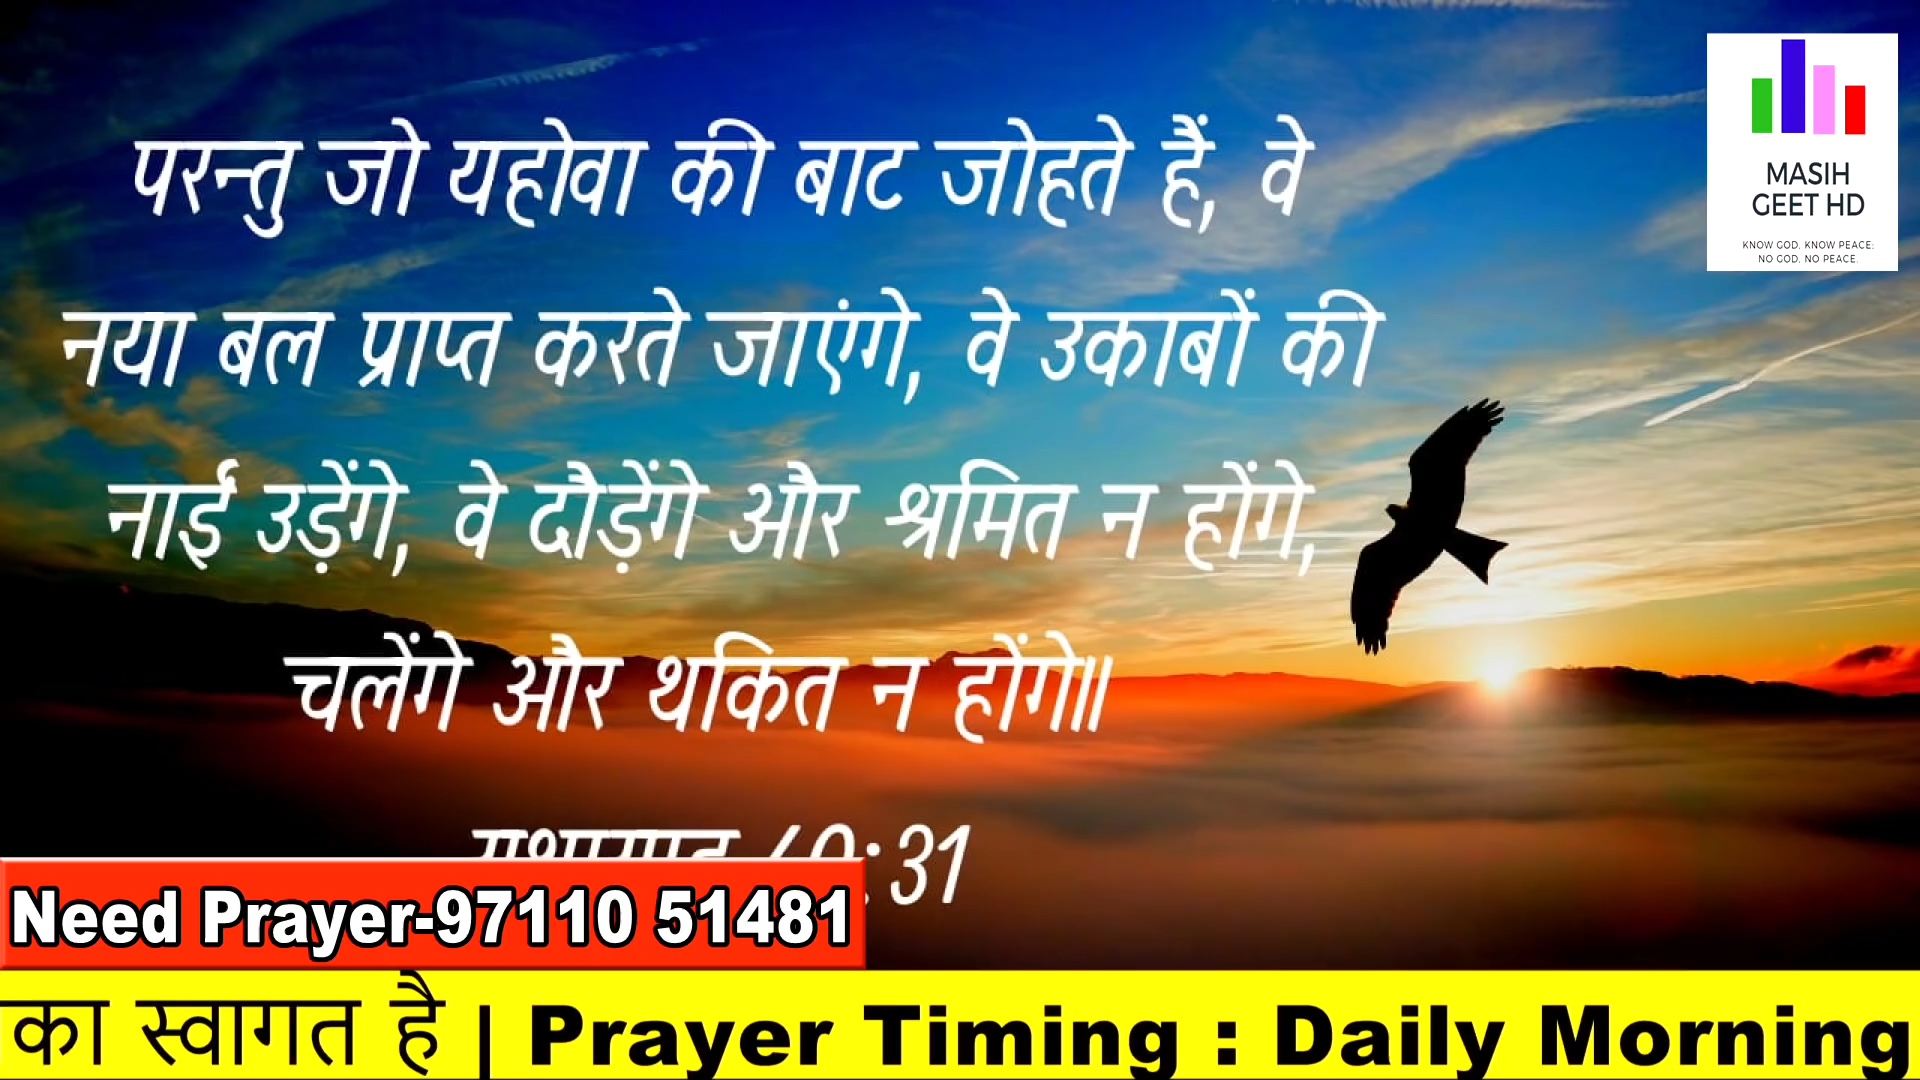 परन्तु जो यहोवा की बाट जोहते हैं, वे
नया बल प्राप्त करते जाएंगे, वे उकाबों की
नाईं उड़ेंगे, वे दौड़ेंगे और श्रमित न होंगे,
चलेंगे और थकित न होंगे॥
:31
MASIH
GEET HD
KNOW GOD, KNOW PEACE;
NO GOD, NO PEACE.
Need Prayer-97110 51481
का स्वागत है | Prayer Timing : Daily Morning